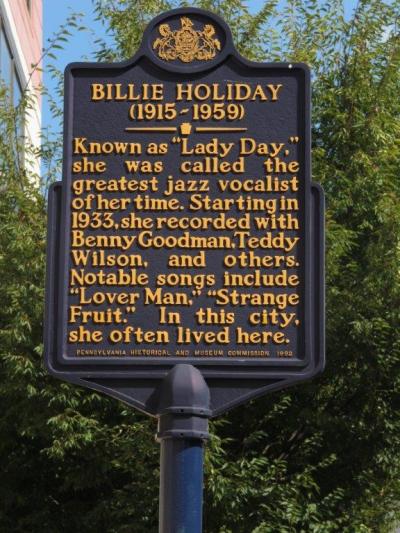 BILLIE HOLIDAY
(1915-1959)
Known as "Lady Day,"
she was called the
greatest jazz vocalist
of her time. Starting in
1933, she recorded with
Benny Goodman, Teddy
Wilson, and others.
Notable songs include
"Lover Man," "Strange
Fruit." In this city,
she often lived here.
PENNSYLVANIA HISTORICAL AND MUSEUM COMMISSION 1992